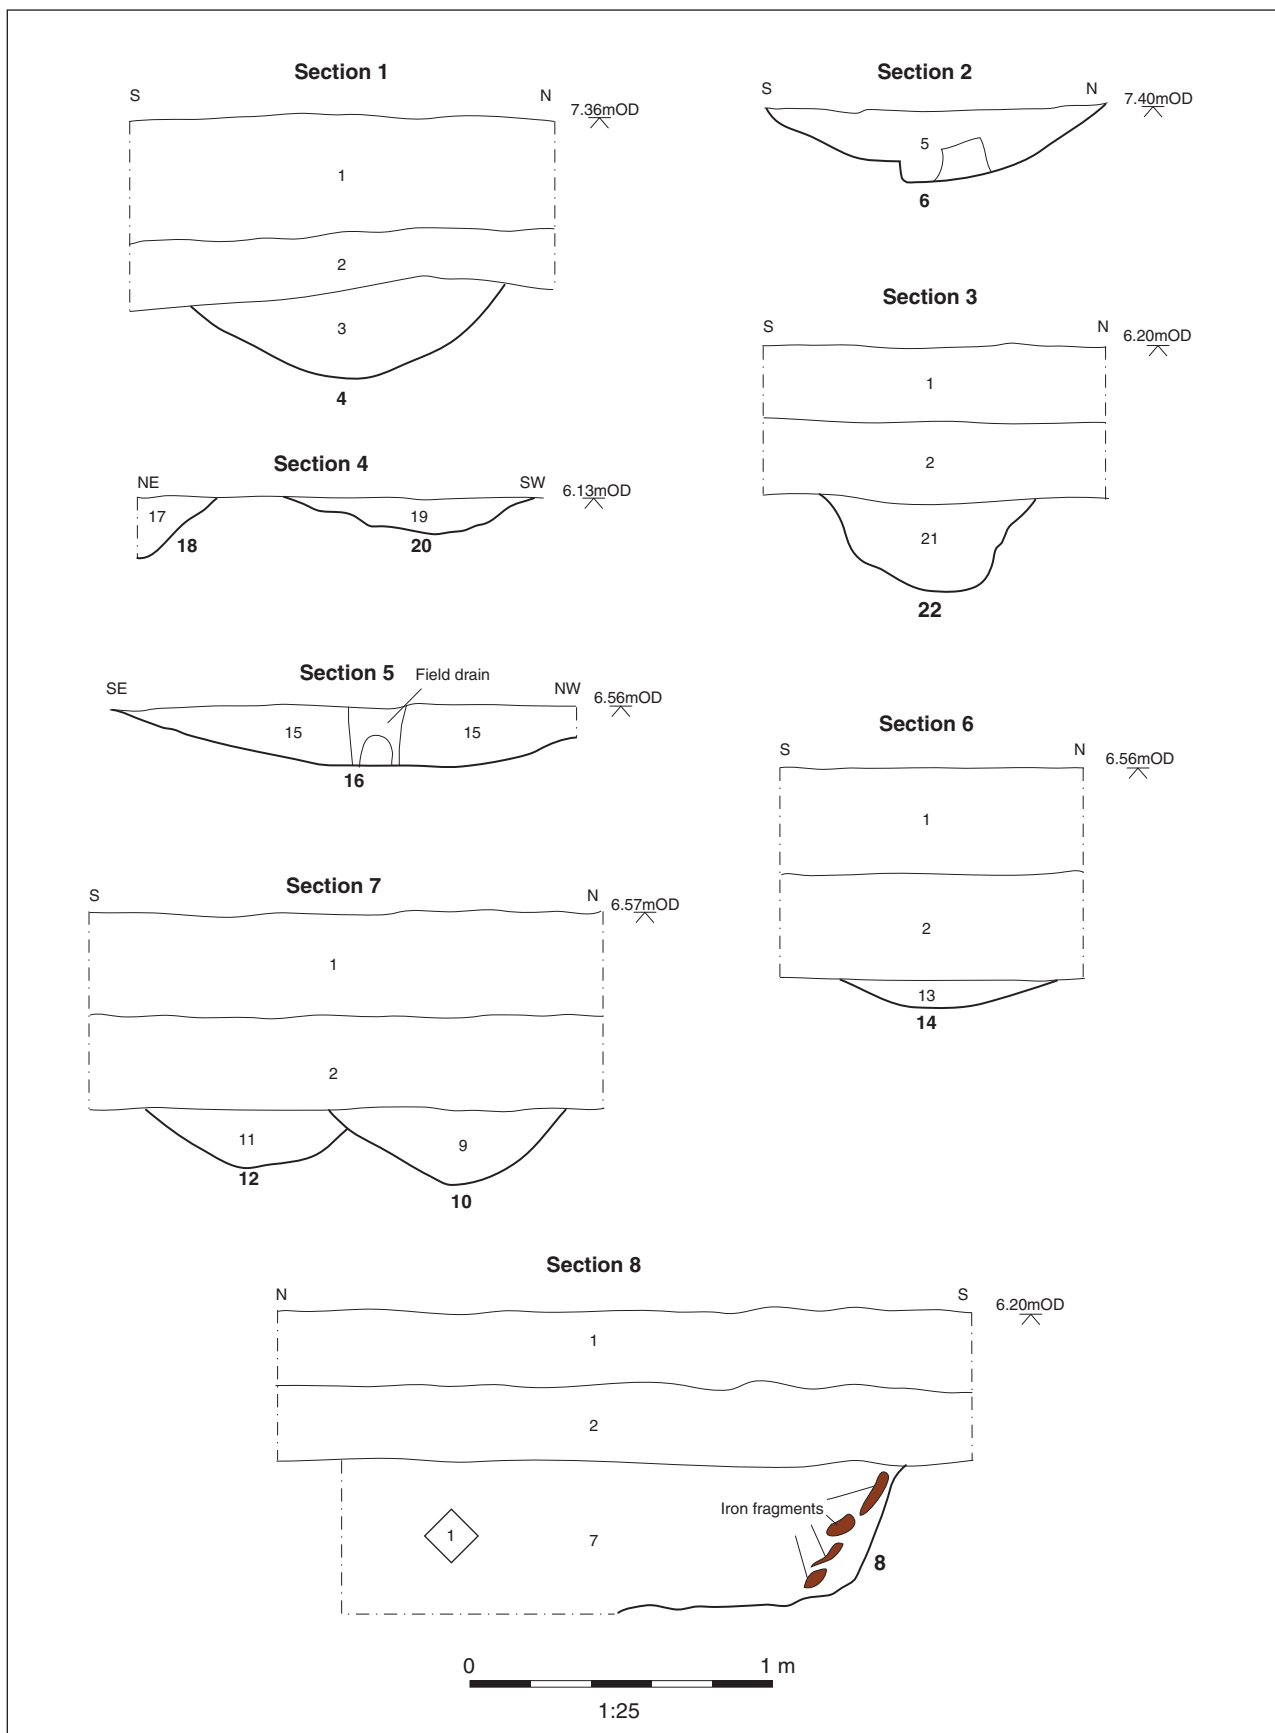 Section 1
S N
7.36mOD
1
2
3
4
Section 2
S N
7.40mOD
5
6
Section 3
S N
6.20mOD
1
2
21
22
Section 4
NE SW
6.13mOD
17 19
18 20
Section 5
Field drain
SE NW
6.56mOD
15 15
16
Section 6
S N
6.56mOD
1
2
13
14
Section 7
S N
6.57mOD
1
2
11 9
12 10
Section 8
N S
6.20mOD
1
2
Iron fragments
1 7
8
0 1 m
1:25